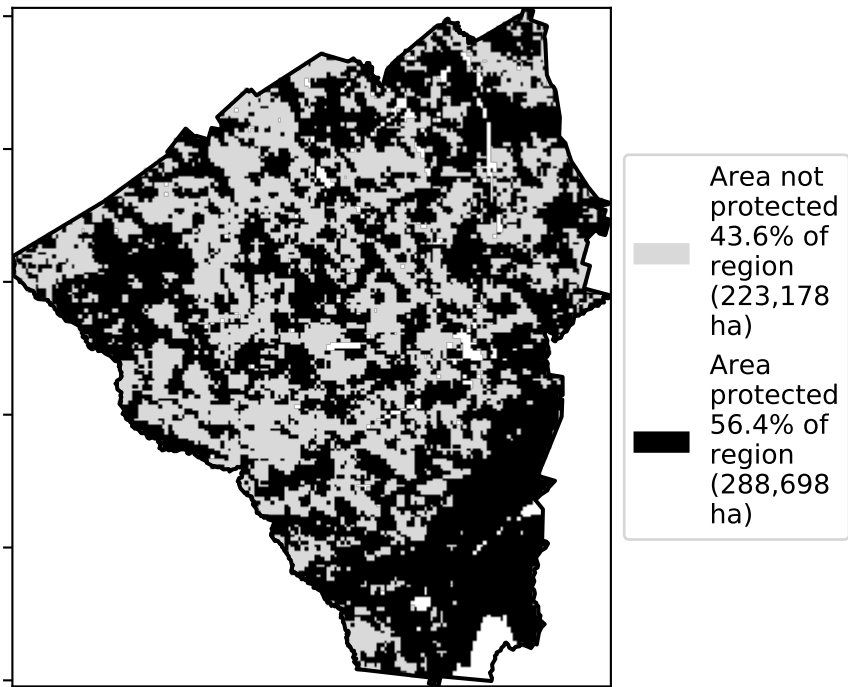 Area not
protected
43.6% of
region
(223,178
ha)
Area
protected
56.4% of
region
(288,698
ha)